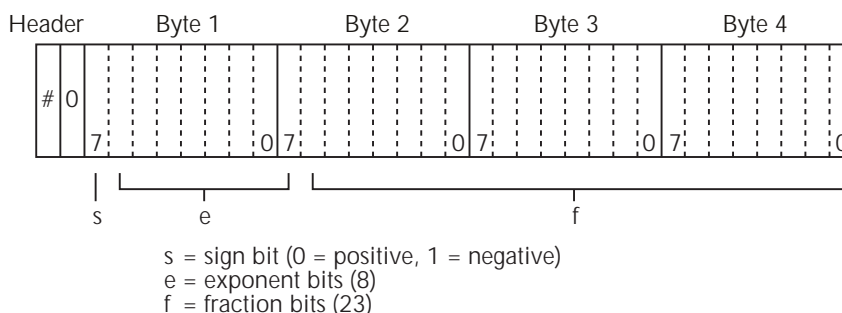 Header Byte 1 Byte 2 Byte 3 Byte 4
# 0
7 0 7 0 7 0 7 0
s e f
s = sign bit (0 = positive, 1 = negative)
e = exponent bits (8)
f = fraction bits (23)